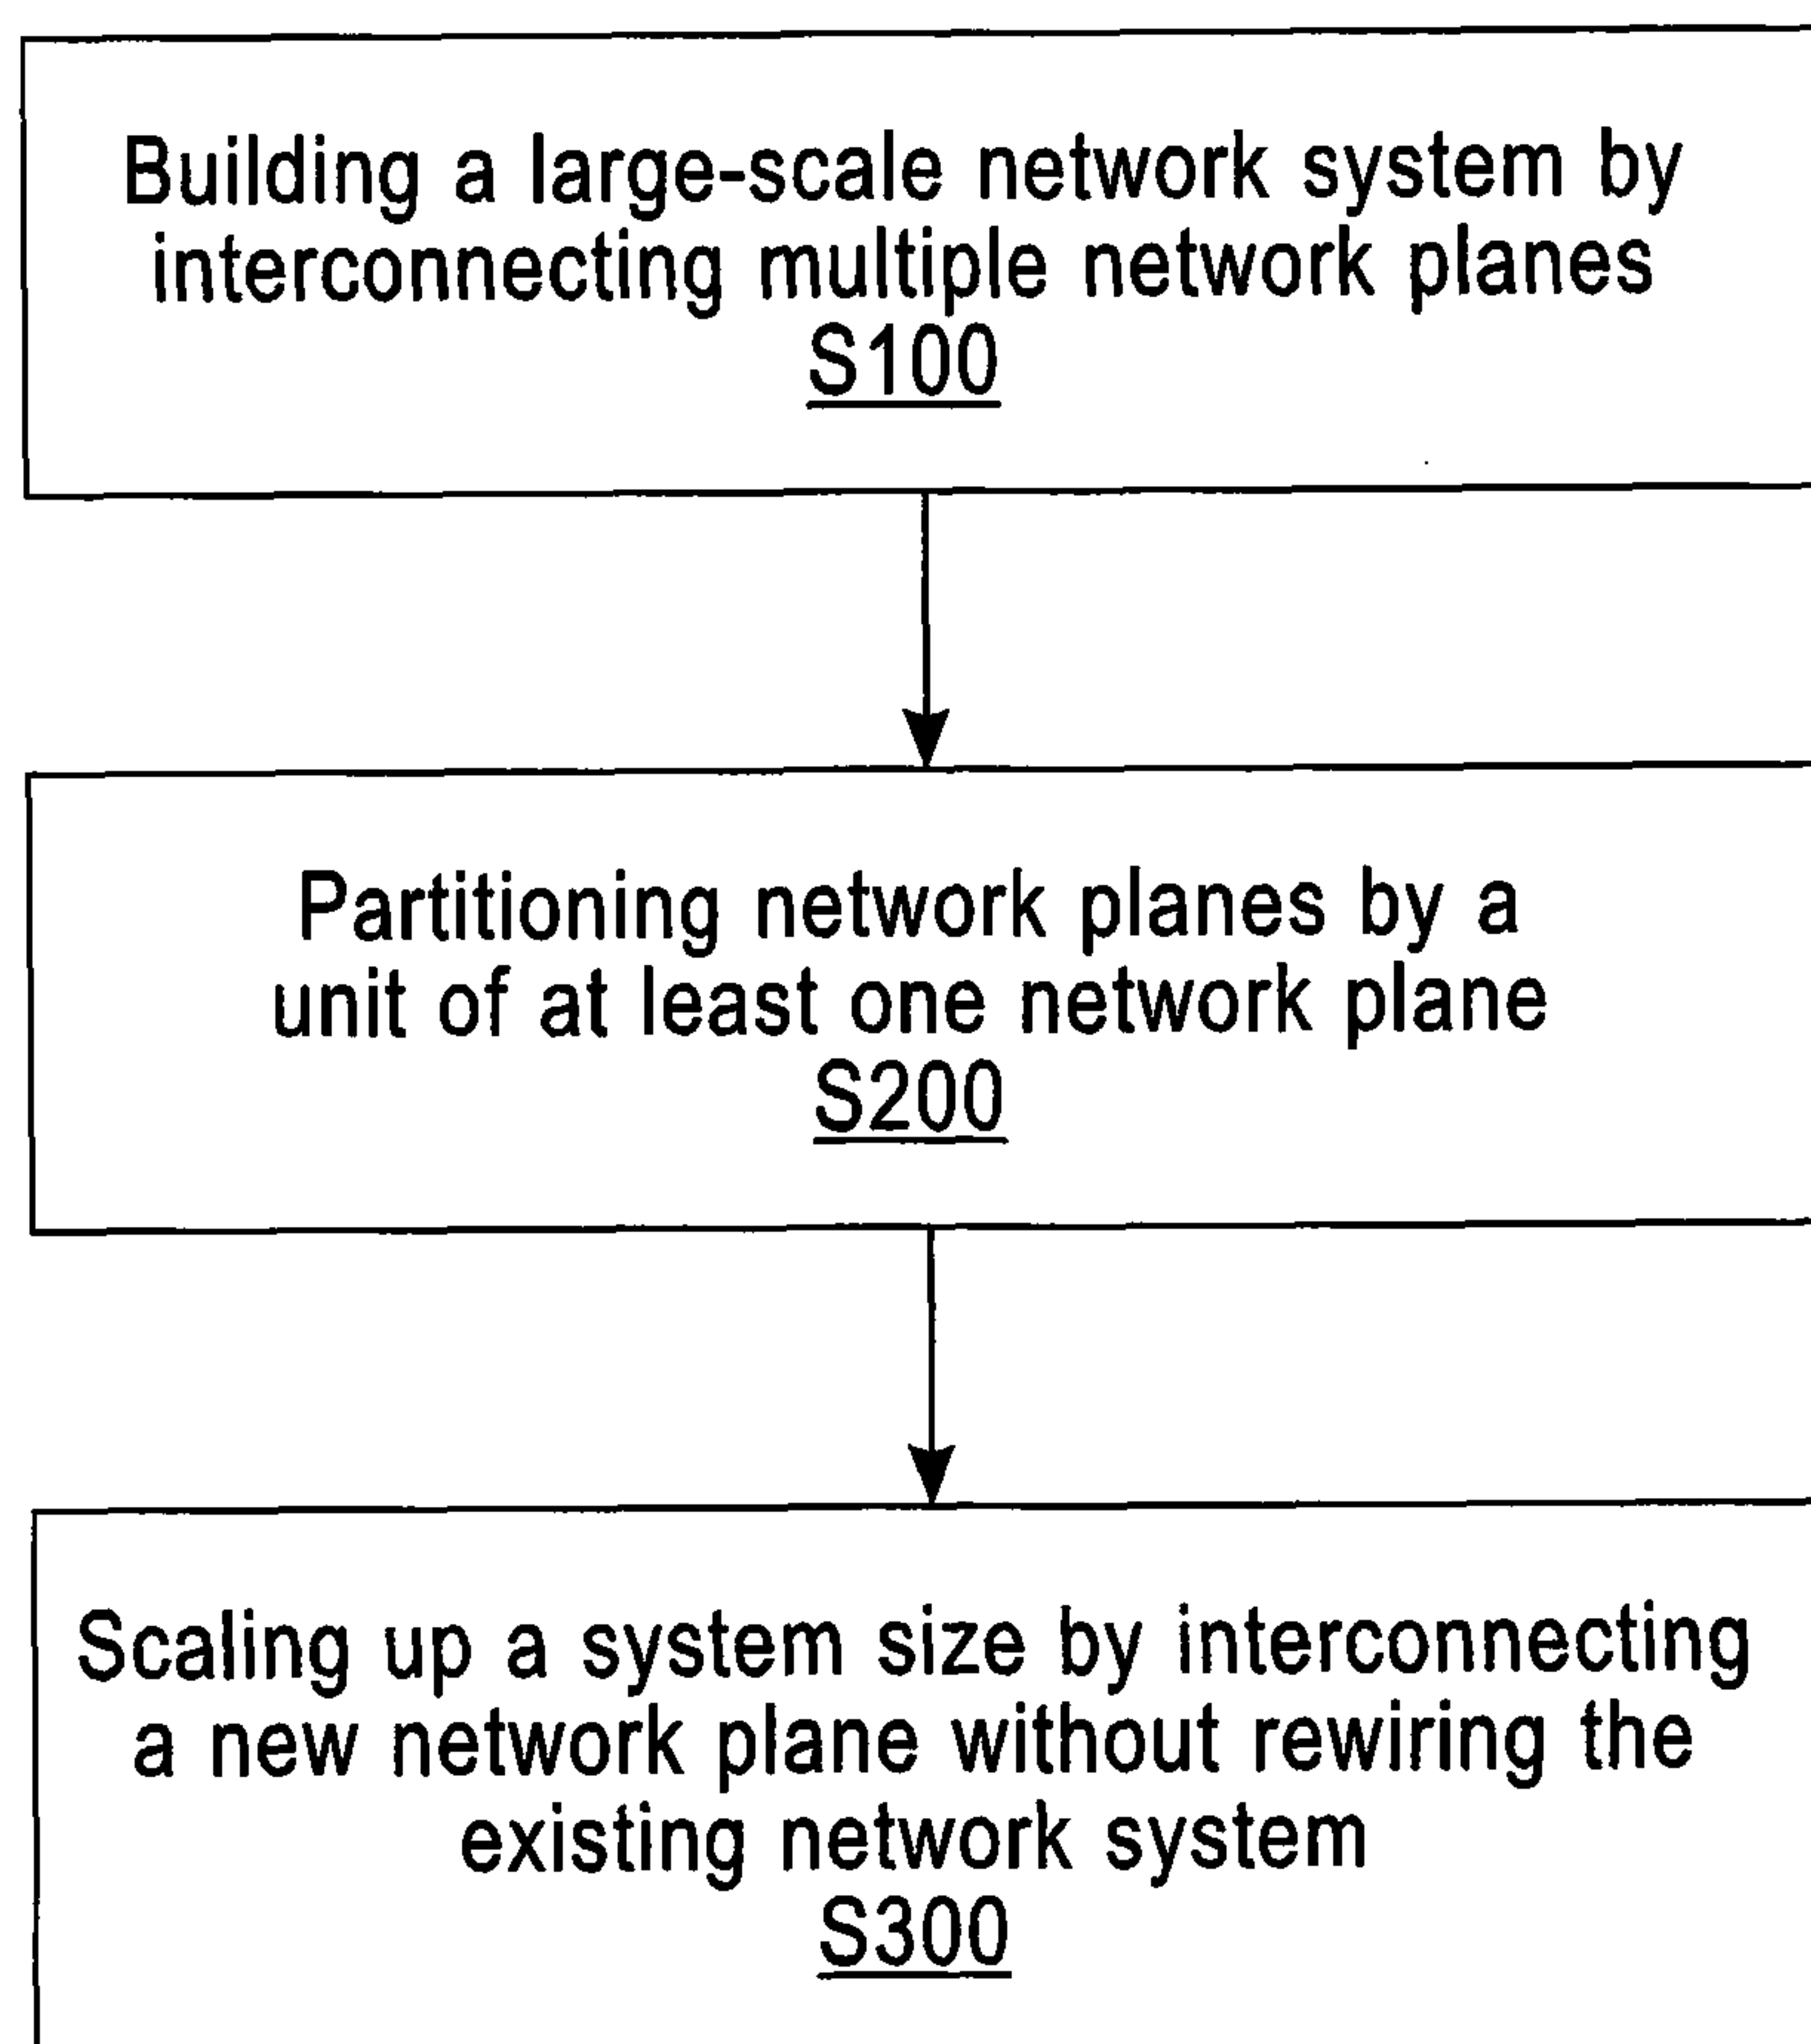 Building a large-scale network system by
interconnecting multiple network planes
S100
Partitioning network planes by a
unit of at least one network plane
S200
Scaling up a system size by interconnecting
a new network plane without rewiring the
existing network system
S300